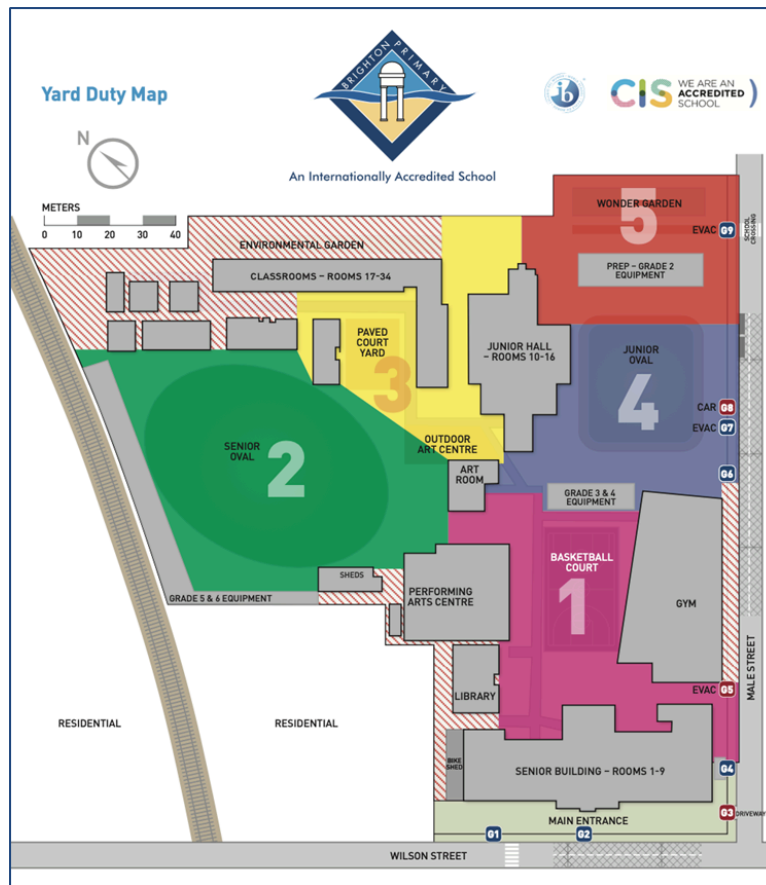 BRIGHTON PRIMARY
Yard Duty Map
CIS
WE ARE AN
ACCREDITED
SCHOOL
An Internationally Accredited School
N
METERS
0 10 20 30 40
5
WONDER GARDEN
EVAC G9
SCHOOL
CROSSING
ENVIRONMENTAL GARDEN
CLASSROOMS – ROOMS 17-34
PREP – GRADE 2
EQUIPMENT
PAVED
COURT
YARD
3
JUNIOR HALL
– ROOMS 10-16
JUNIOR
OVAL
4
CAR G8
EVAC G7
SENIOR
OVAL
2
OUTDOOR
ART CENTRE
ART
ROOM
G6
GRADE 3 & 4
EQUIPMENT
BASKETBALL
COURT
1
SHEDS
PERFORMING
ARTS CENTRE
GRADE 5 & 6 EQUIPMENT
GYM
MALE STREET
LIBRARY
EVAC G5
RESIDENTIAL
RESIDENTIAL
BIKE
SHED
SENIOR BUILDING – ROOMS 1-9
G4
MAIN ENTRANCE
G3 DRIVEWAY
G1
G2
WILSON STREET